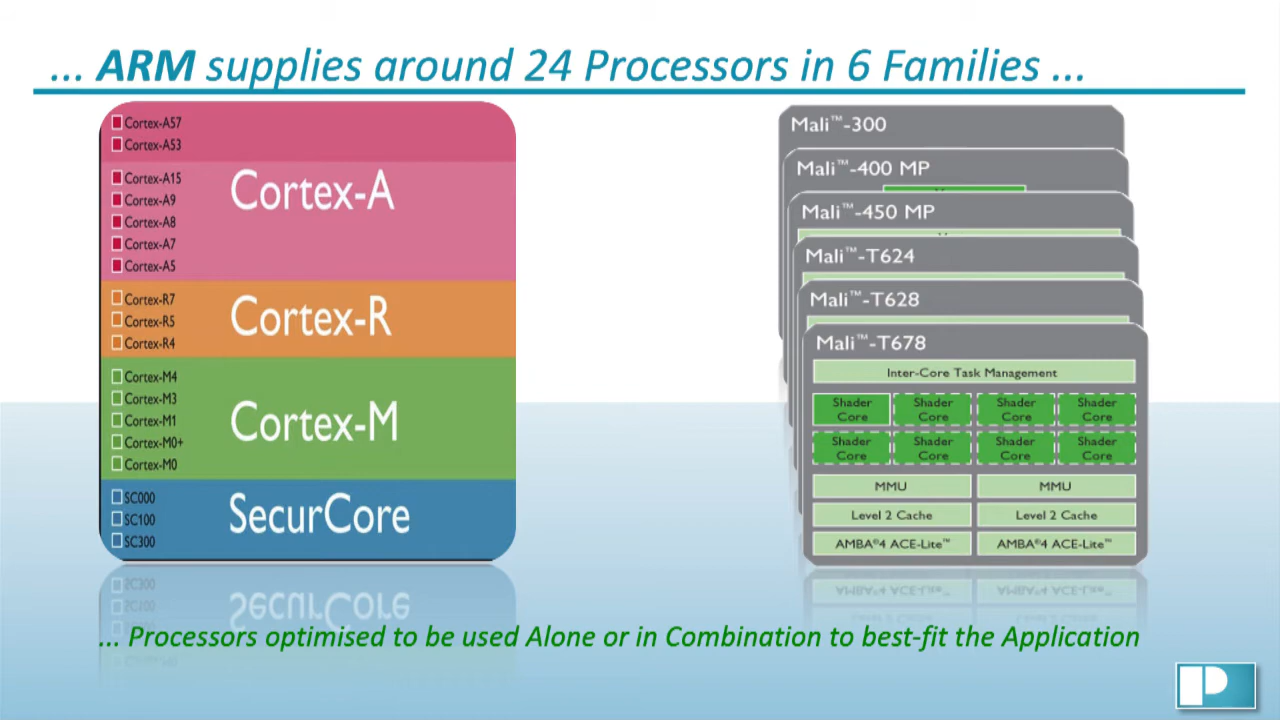 ... ARM supplies around 24 Processors in 6 Families ...
Cortex-A57
Cortex-A53
Cortex-A15
Cortex-A9
Cortex-A8
Cortex-A7
Cortex-A5
Cortex-A
Cortex-R7
Cortex-R5
Cortex-R4
Cortex-R
Cortex-M4
Cortex-M3
Cortex-M1
Cortex-M0+
Cortex-M0
Cortex-M
SC000
SC100
SC300
SecurCore
Mali™-300
Mali™-400 MP
Mali™-450 MP
Mali™-T624
Mali™-T628
Mali™-T678
Inter-Core Task Management
Shader Core Shader Core Shader Core Shader Core
Shader Core Shader Core Shader Core Shader Core
MMU MMU
Level 2 Cache Level 2 Cache
AMBA®4 ACE-Lite™ AMBA®4 ACE-Lite™
... Processors optimised to be used Alone or in Combination to best-fit the Application
P